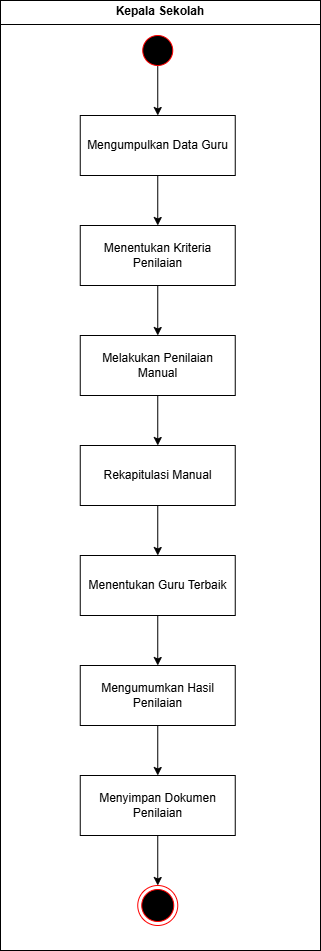 Kepala Sekolah
Mengumpulkan Data Guru
Menentukan Kriteria
Penilaian
Melakukan Penilaian
Manual
Rekapitulasi Manual
Menentukan Guru Terbaik
Mengumumkan Hasil
Penilaian
Menyimpan Dokumen
Penilaian